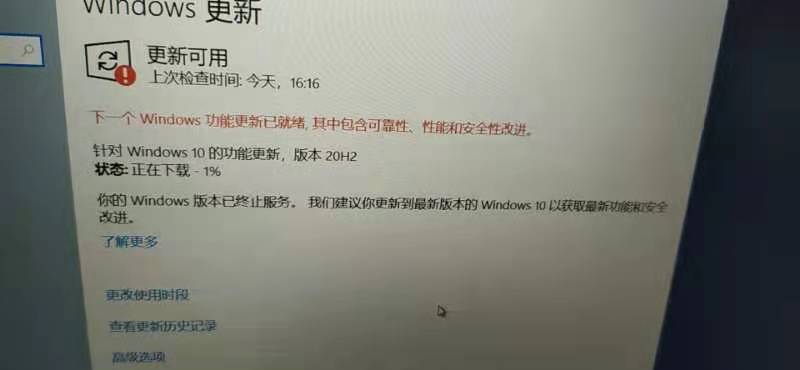 Windows 更新
更新可用
上次检查时间: 今天，16:16
下一个 Windows 功能更新已就绪, 其中包含可靠性、性能和安全性改进。
针对 Windows 10 的功能更新，版本 20H2
状态: 正在下载 - 1%
你的 Windows 版本已终止服务。 我们建议你更新到最新版本的 Windows 10 以获取最新功能和安全
改进。
了解更多
更改使用时段
查看更新历史记录
高级选项